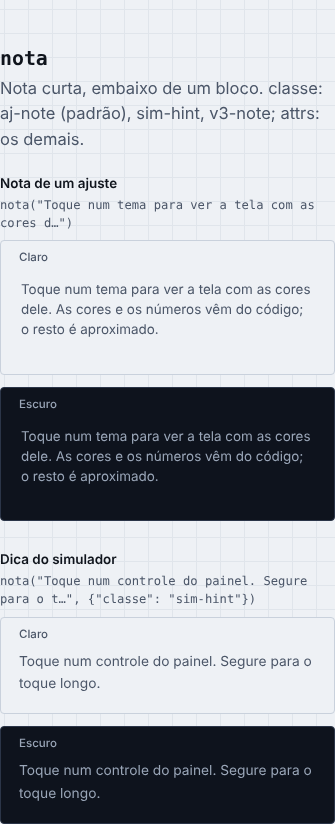 nota
Nota curta, embaixo de um bloco. classe:
aj-note (padrão), sim-hint, v3-note; attrs:
os demais.
Nota de um ajuste
nota("Toque num tema para ver a tela com as
cores d…")
Claro
Toque num tema para ver a tela com as cores
dele. As cores e os números vêm do código;
o resto é aproximado.
Escuro
Toque num tema para ver a tela com as cores
dele. As cores e os números vêm do código;
o resto é aproximado.
Dica do simulador
nota("Toque num controle do painel. Segure
para o t…", {"classe": "sim-hint"})
Claro
Toque num controle do painel. Segure para o
toque longo.
Escuro
Toque num controle do painel. Segure para o
toque longo.